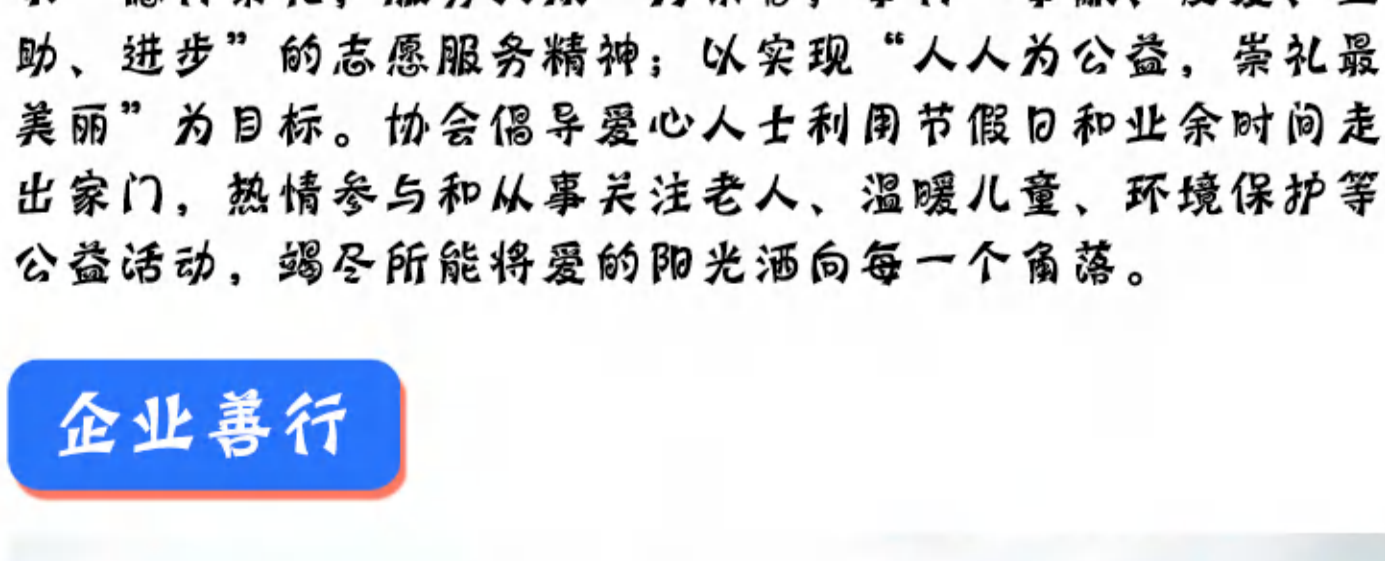 助、进步”的志愿服务精神；以实现“人人为公益，崇礼最
美丽”为目标。协会倡导爱心人士利用节假日和业余时间走
出家门，热情参与和从事关注老人、温暖儿童、环境保护等
公益活动，竭尽所能将爱的阳光洒向每一个角落。
企业善行